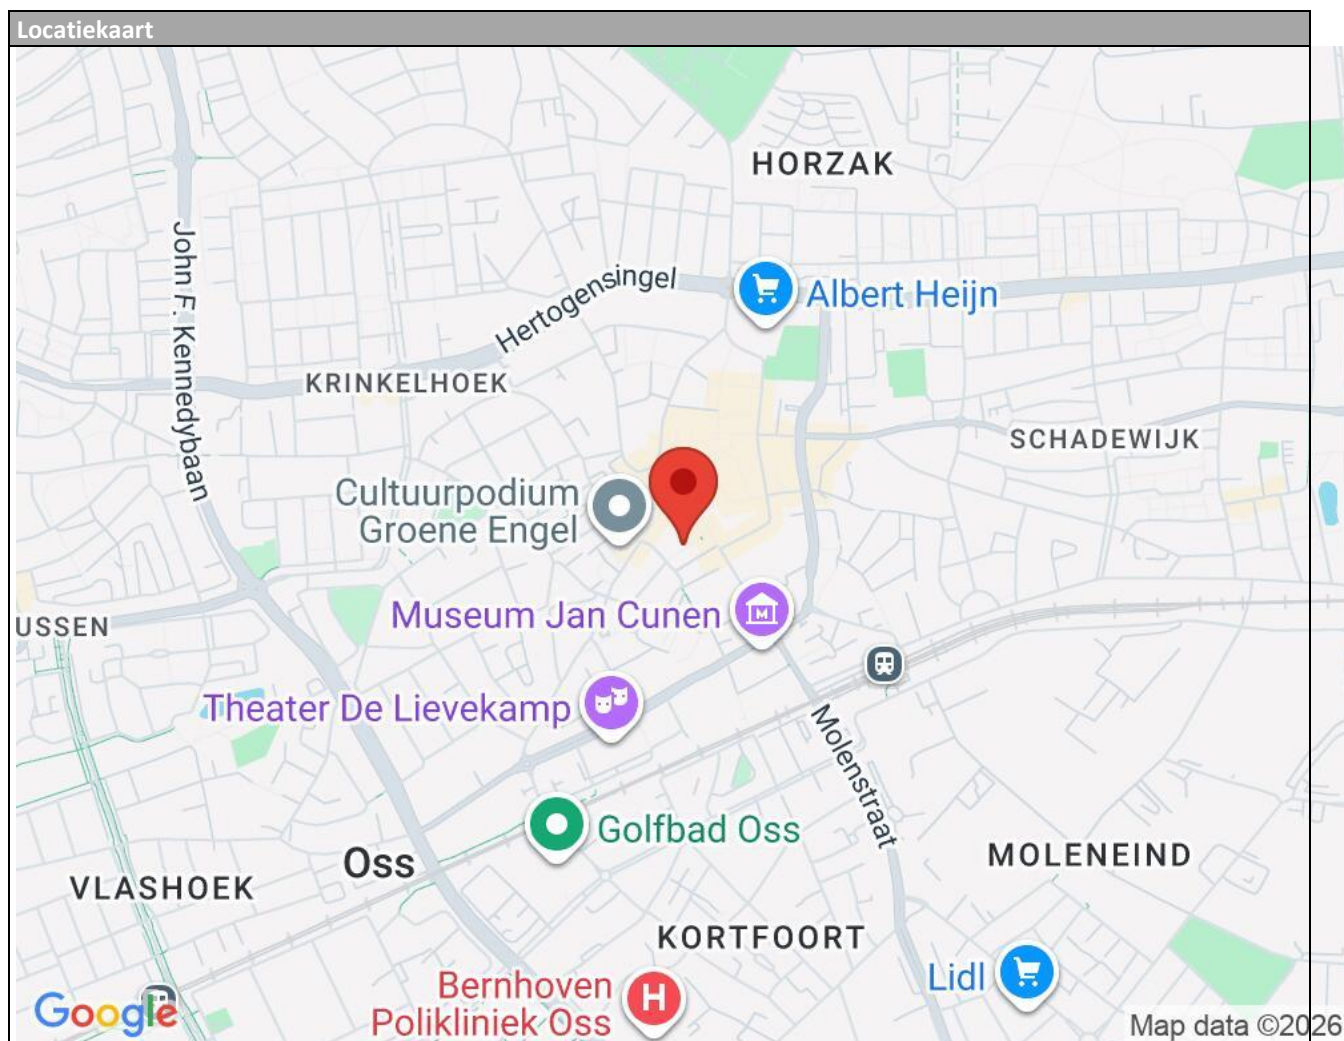 Locatiekaart
HORZAK
John F. Kennedybaan
Hertogensingel
Albert Heijn
KRINKELHOEK
SCHADEWIJK
Cultuurpodium
Groene Engel
Museum Jan Cunen
USSEN
Theater De Lievekamp
Molenstraat
Golfbad Oss
Oss
MOLENEIND
VLASHOEK
KORTFOORT
Lidl
Bernhoven
Polikliniek Oss
H
M
Google
Map data ©2026